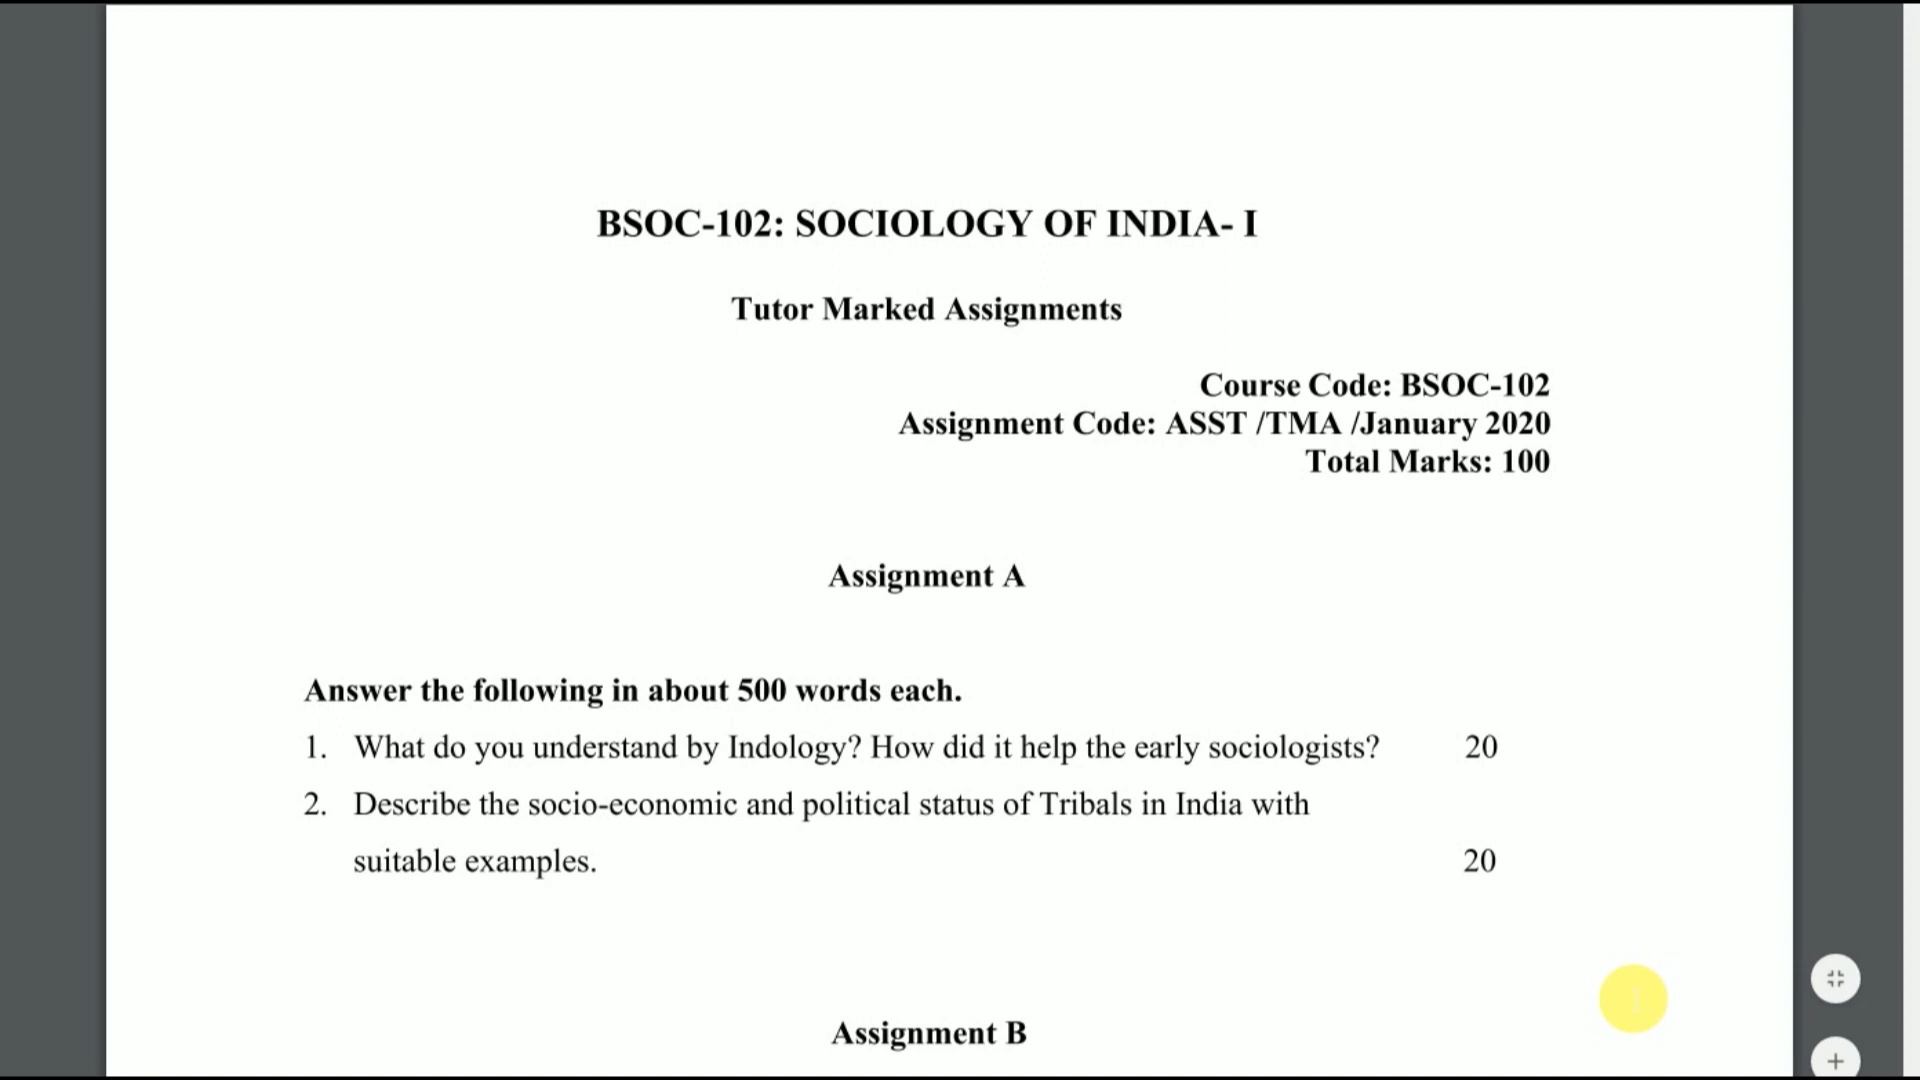 BSOC-102: SOCIOLOGY OF INDIA- I
Tutor Marked Assignments
Course Code: BSOC-102
Assignment Code: ASST /TMA /January 2020
Total Marks: 100
Assignment A
Answer the following in about 500 words each.
1. What do you understand by Indology? How did it help the early sociologists? 20
2. Describe the socio-economic and political status of Tribals in India with
suitable examples. 20
Assignment B